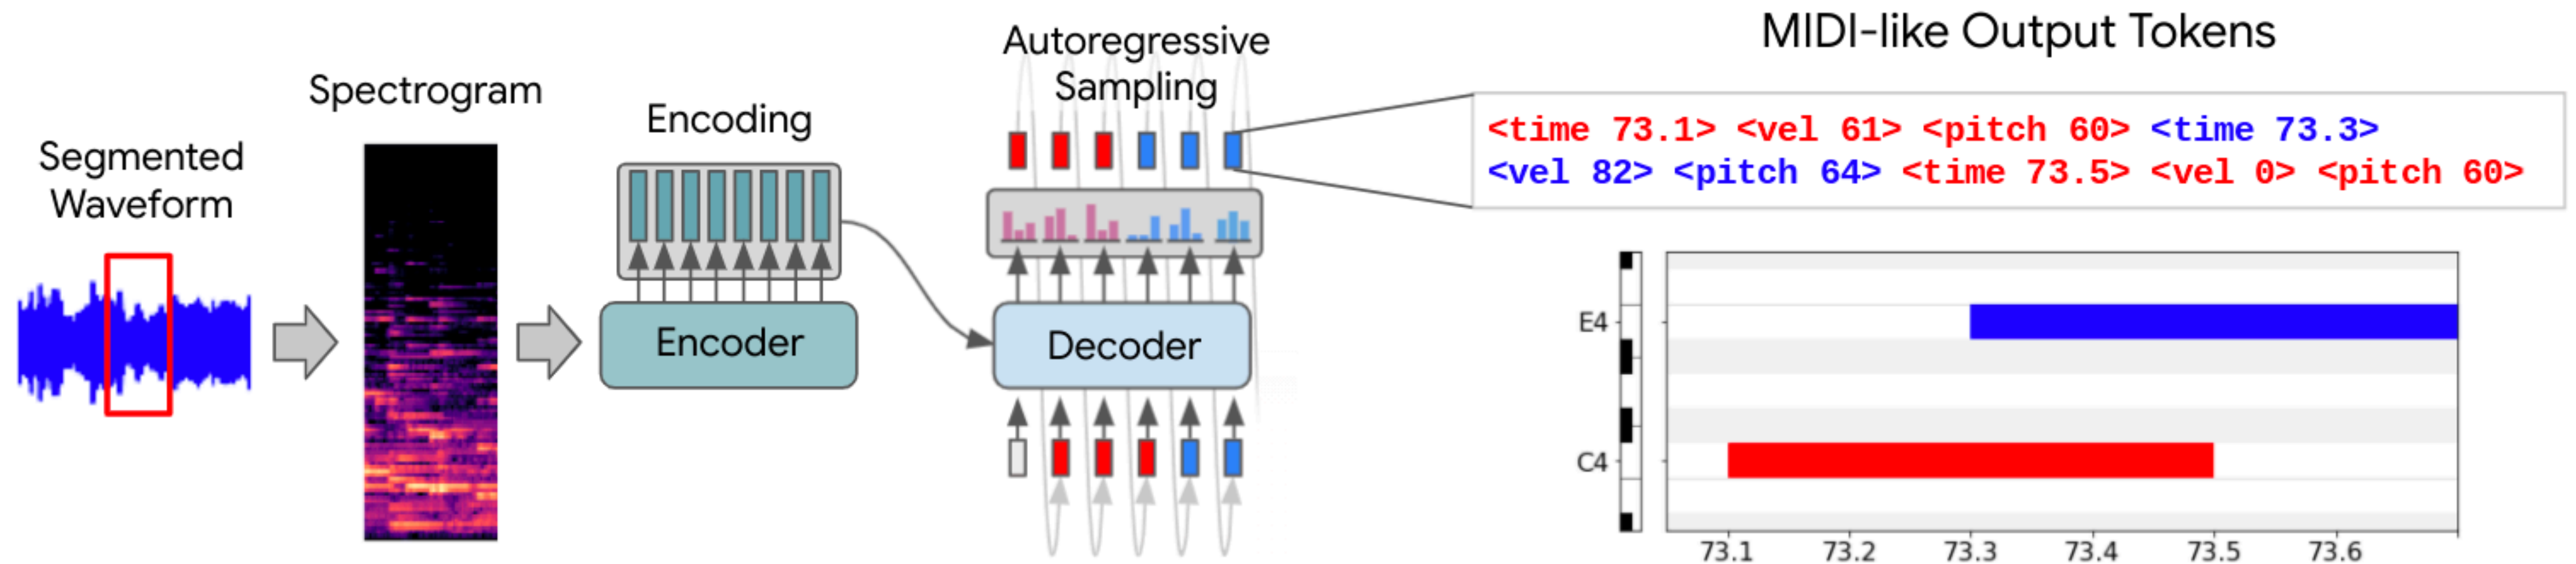 Segmented
Waveform
Spectrogram
Encoding
Encoder
Autoregressive
Sampling
Decoder
MIDI-like Output Tokens
<time 73.1> <vel 61> <pitch 60> <time 73.3>
<vel 82> <pitch 64> <time 73.5> <vel 0> <pitch 60>
E4
C4
73.1 73.2 73.3 73.4 73.5 73.6